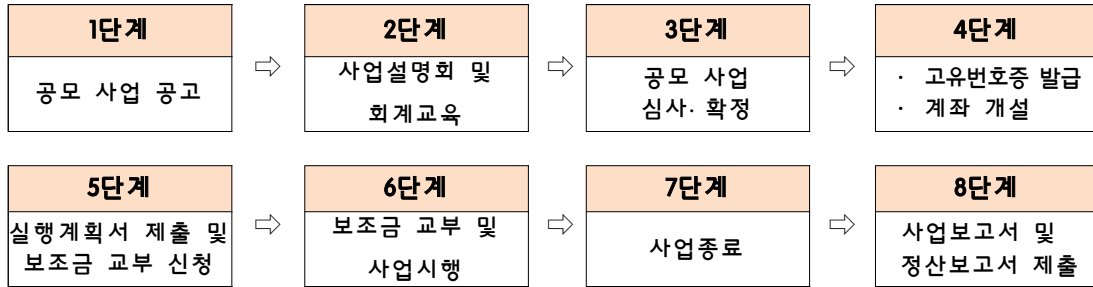 1단계
공모 사업 공고
⇨
2단계
사업설명회 및
회계교육
⇨
3단계
공모 사업
심사· 확정
⇨
4단계
· 고유번호증 발급
· 계좌 개설
5단계
실행계획서 제출 및
보조금 교부 신청
⇨
6단계
보조금 교부 및
사업시행
⇨
7단계
사업종료
⇨
8단계
사업보고서 및
정산보고서 제출